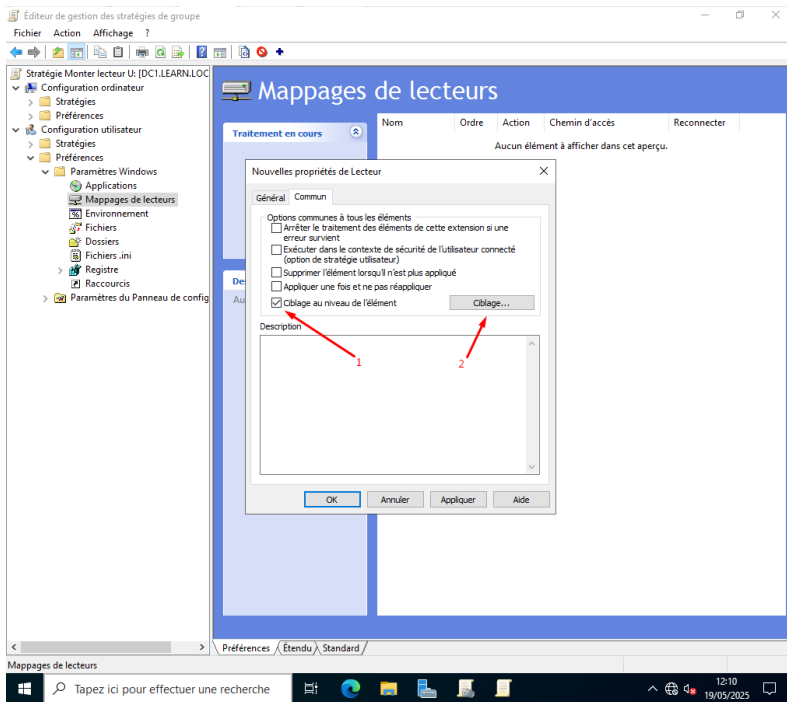 Éditeur de gestion des stratégies de groupe
Fichier Action Affichage ?
Stratégie Monter lecteur U: [DC1.LEARN.LOC
Configuration ordinateur
Stratégies
Préférences
Configuration utilisateur
Stratégies
Préférences
Paramètres Windows
Applications
Mappages de lecteurs
Environnement
Fichiers
Dossiers
Fichiers .ini
Registre
Raccourcis
Paramètres du Panneau de config
Mappages de lecteurs
Traitement en cours
Nom Ordre Action Chemin d'accès Reconnecter
Aucun élément à afficher dans cet aperçu.
De
Au
Nouvelles propriétés de Lecteur
Général Commun
Options communes à tous les éléments
Arrêter le traitement des éléments de cette extension si une
erreur survient
Exécuter dans le contexte de sécurité de l'utilisateur connecté
(option de stratégie utilisateur)
Supprimer l'élément lorsqu'il n'est plus appliqué
Appliquer une fois et ne pas réappliquer
Ciblage au niveau de l'élément Ciblage...
Description
1
2
OK Annuler Appliquer Aide
Préférences Étendu Standard
Mappages de lecteurs
Tapez ici pour effectuer une recherche
12:10
19/05/2025